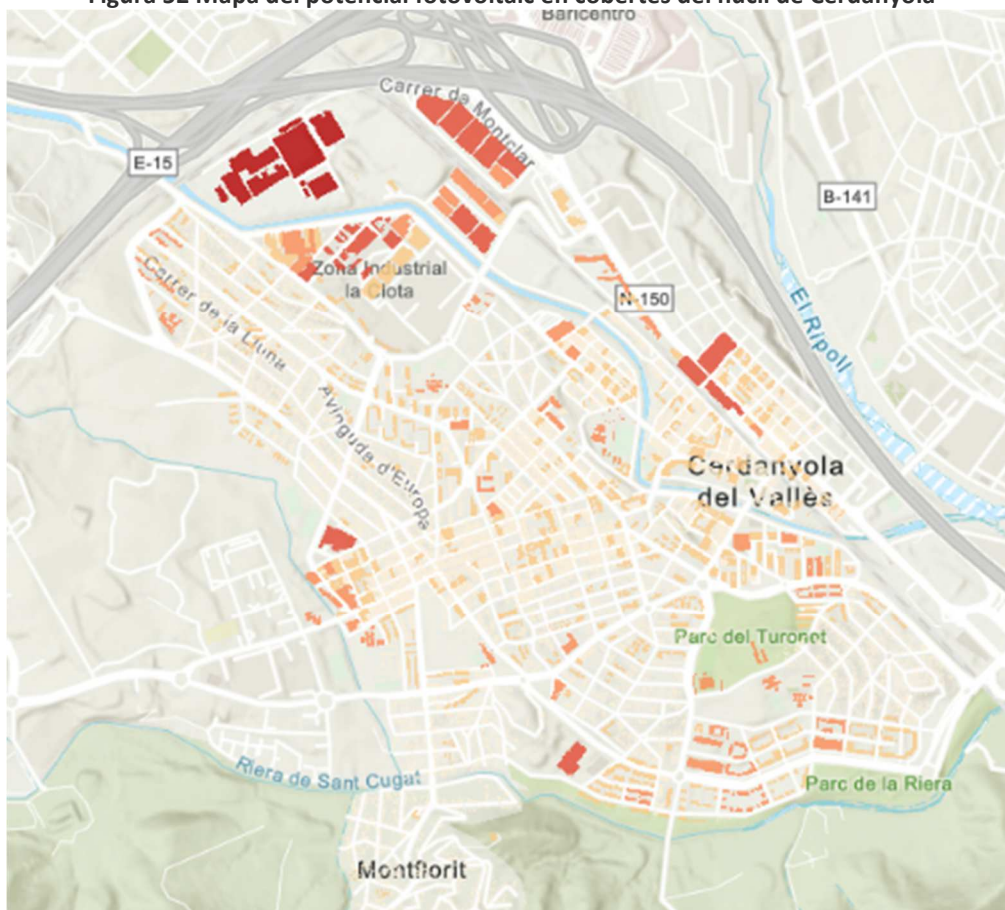 Figura 32 Mapa del potencial fotovoltaic en cobertes del nucli de Cerdanyola
Baricentro
Carrer de Montclar
E-15
B-141
Zona Industrial
la Clota
N-150
El Ripoll
Carrer de la Lluna
Avinguda d'Europa
Cerdanyola
del Vallès
Parc del Turonet
Riera de Sant Cugat
Parc de la Riera
Montflorit